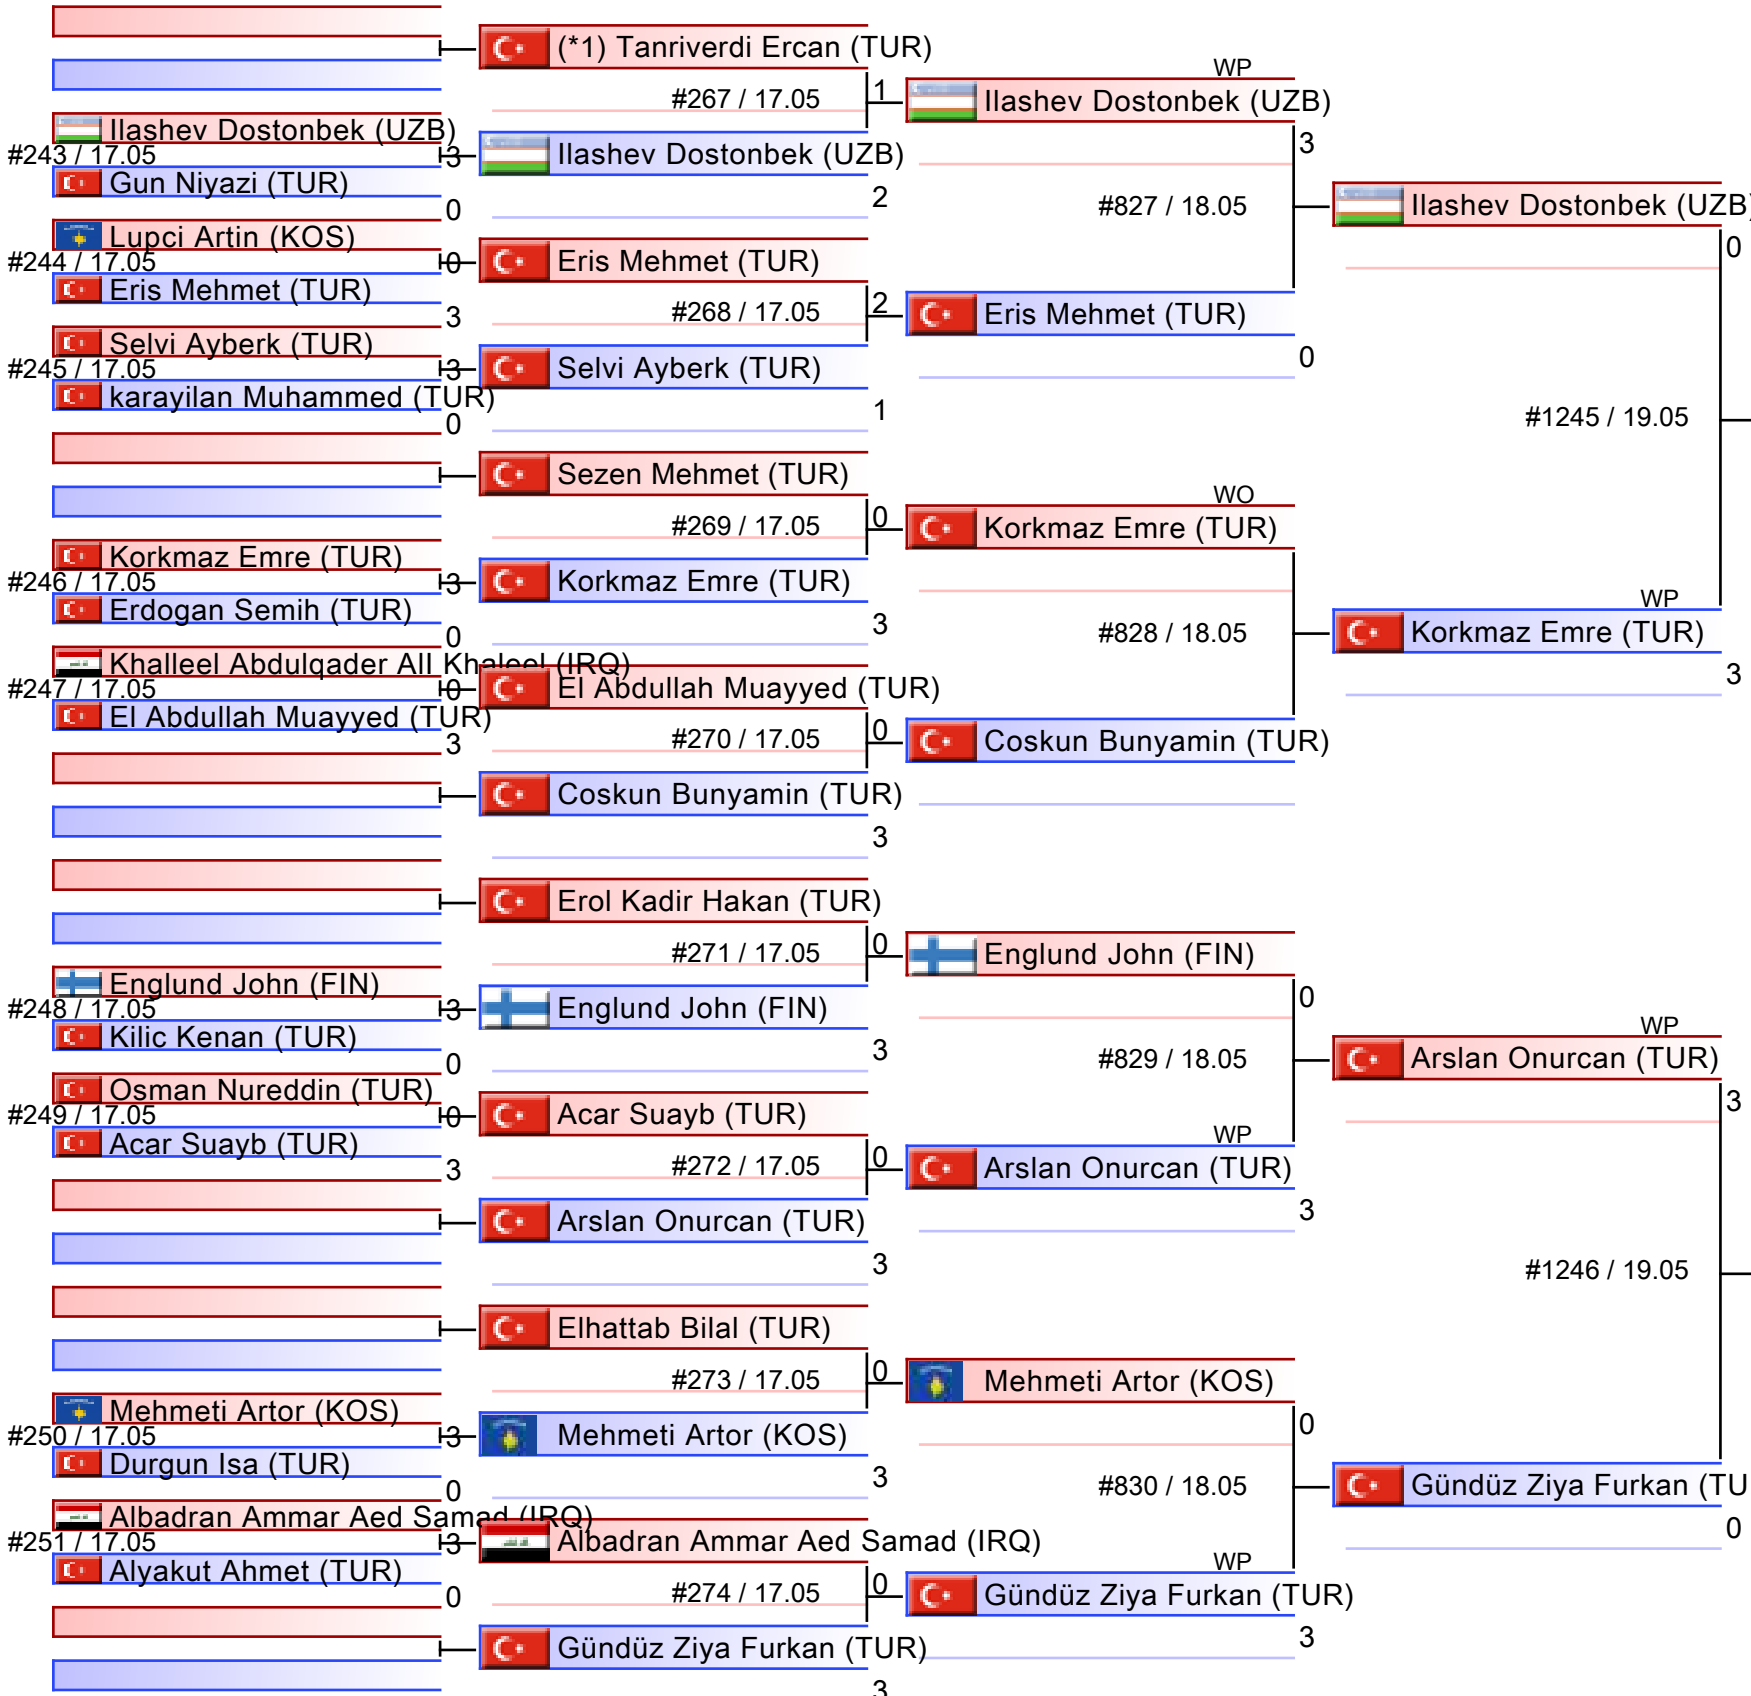 (*1) Tanriverdi Ercan (TUR)
#267 / 17.05
1
Ilashev Dostonbek (UZB)
#243 / 17.05
3
Gun Niyazi (TUR)
0
Ilashev Dostonbek (UZB)
2
WP
Ilashev Dostonbek (UZB)
3
#827 / 18.05
Lupci Artin (KOS)
#244 / 17.05
0
Eris Mehmet (TUR)
3
Eris Mehmet (TUR)
#268 / 17.05
2
Selvi Ayberk (TUR)
#245 / 17.05
3
karayilan Muhammed (TUR)
0
Selvi Ayberk (TUR)
1
Eris Mehmet (TUR)
0
Ilashev Dostonbek (UZB)
0
#1245 / 19.05
Sezen Mehmet (TUR)
#269 / 17.05
0
Korkmaz Emre (TUR)
#246 / 17.05
3
Erdogan Semih (TUR)
0
Korkmaz Emre (TUR)
3
WO
Korkmaz Emre (TUR)
#828 / 18.05
Khalleel Abdulqader All Khaleel (IRQ)
#247 / 17.05
0
El Abdullah Muayyed (TUR)
3
El Abdullah Muayyed (TUR)
#270 / 17.05
0
Coskun Bunyamin (TUR)
3
Coskun Bunyamin (TUR)
WP
Korkmaz Emre (TUR)
3
Erol Kadir Hakan (TUR)
#271 / 17.05
0
Englund John (FIN)
#248 / 17.05
3
Kilic Kenan (TUR)
0
Englund John (FIN)
3
Englund John (FIN)
0
#829 / 18.05
Osman Nureddin (TUR)
#249 / 17.05
0
Acar Suayb (TUR)
3
Acar Suayb (TUR)
#272 / 17.05
0
Arslan Onurcan (TUR)
3
WP
Arslan Onurcan (TUR)
3
WP
Arslan Onurcan (TUR)
3
#1246 / 19.05
Elhattab Bilal (TUR)
#273 / 17.05
0
Mehmeti Artor (KOS)
#250 / 17.05
3
Durgun Isa (TUR)
0
Mehmeti Artor (KOS)
3
Mehmeti Artor (KOS)
0
#830 / 18.05
Albadran Ammar Aed Samad (IRQ)
#251 / 17.05
3
Alyakut Ahmet (TUR)
0
Albadran Ammar Aed Samad (IRQ)
#274 / 17.05
0
Gündüz Ziya Furkan (TUR)
3
WP
Gündüz Ziya Furkan (TUR)
3
Gündüz Ziya Furkan (TU
0